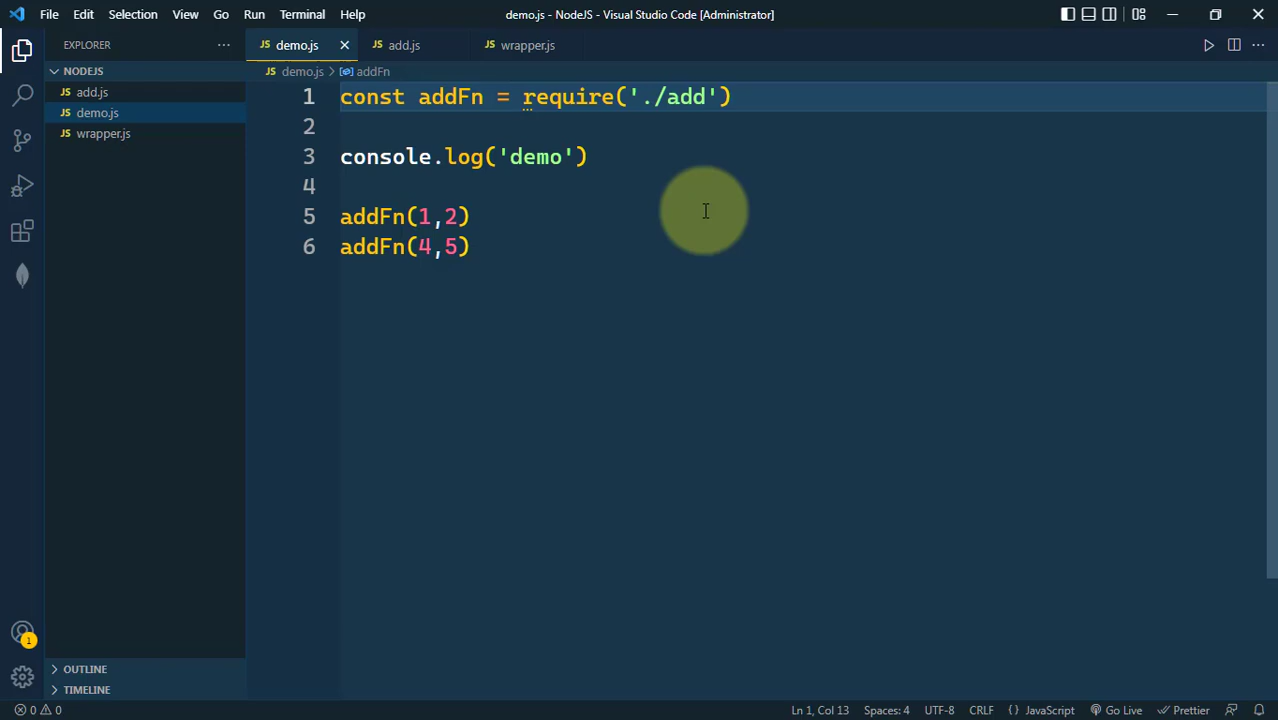 File Edit Selection View Go Run Terminal Help demo.js - NodeJS - Visual Studio Code [Administrator]
EXPLORER
JS demo.js JS add.js JS wrapper.js
NODEJS
JS demo.js addFn
JS add.js
JS demo.js
JS wrapper.js
1 const addFn = require('./add')
2
3 console.log('demo')
4
5 addFn(1,2)
6 addFn(4,5)
1
OUTLINE
TIMELINE
0 0 Ln 1, Col 13 Spaces: 4 UTF-8 CRLF {} JavaScript Go Live Prettier